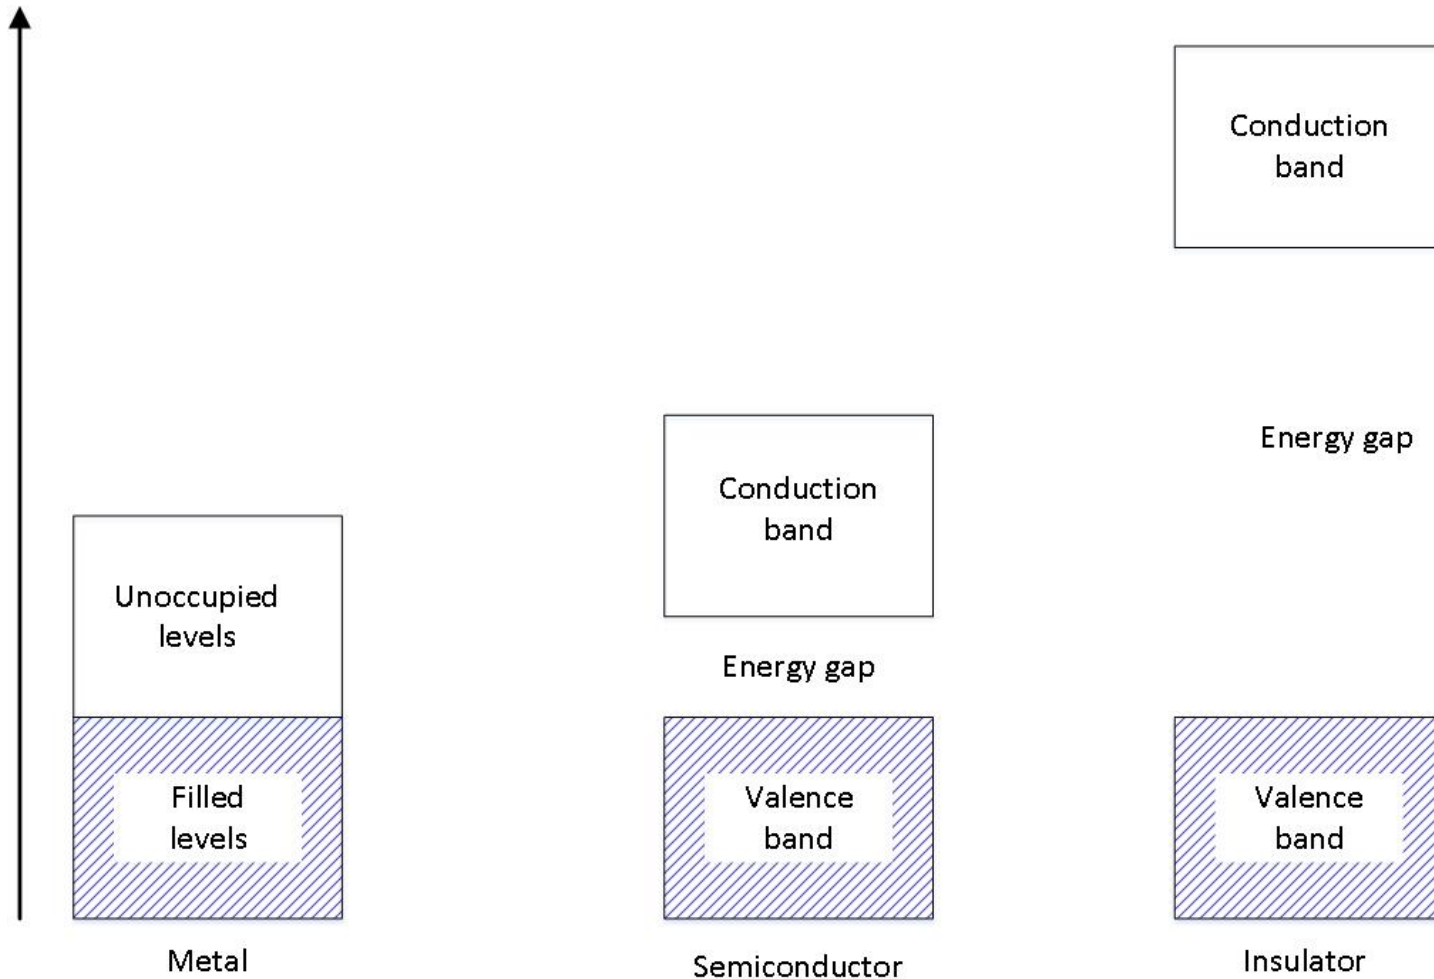 Conduction
band
Energy gap
Conduction
band
Unoccupied
levels
Energy gap
Filled
levels
Valence
band
Valence
band
Metal
Semiconductor
Insulator